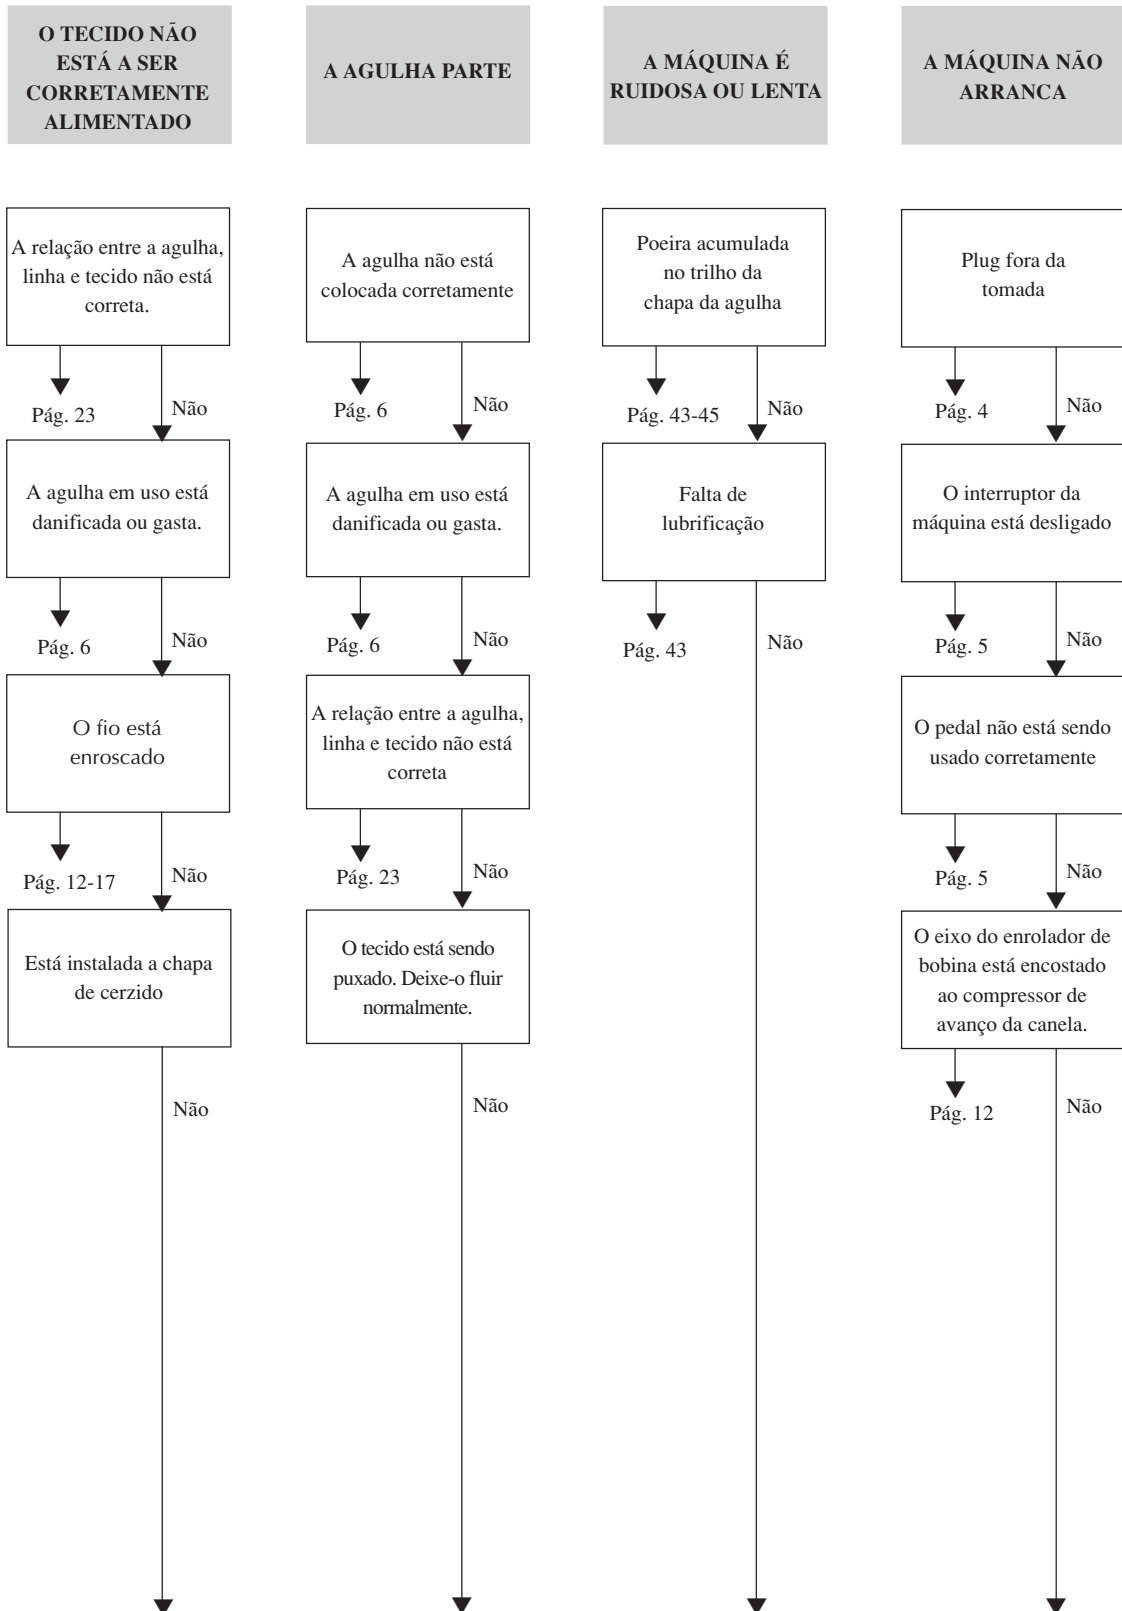 O TECIDO NÃO
ESTÁ A SER
CORRETAMENTE
ALIMENTADO
A relação entre a agulha,
linha e tecido não está
correta.
Pág. 23
Não
A agulha em uso está
danificada ou gasta.
Pág. 6
Não
O fio está
enroscado
Pág. 12-17
Não
Está instalada a chapa
de cerzido
Não
A AGULHA PARTE
A agulha não está
colocada corretamente
Pág. 6
Não
A agulha em uso está
danificada ou gasta.
Pág. 6
Não
A relação entre a agulha,
linha e tecido não está
correta
Pág. 23
Não
O tecido está sendo
puxado. Deixe-o fluir
normalmente.
Não
A MÁQUINA É
RUIDOSA OU LENTA
Poeira acumulada
no trilho da
chapa da agulha
Pág. 43-45
Não
Falta de
lubrificação
Pág. 43
Não
A MÁQUINA NÃO
ARRANCA
Plug fora da
tomada
Pág. 4
Não
O interruptor da
máquina está desligado
Pág. 5
Não
O pedal não está sendo
usado corretamente
Pág. 5
Não
O eixo do enrolador de
bobina está encostado
ao compressor de
avanço da canela.
Pág. 12
Não